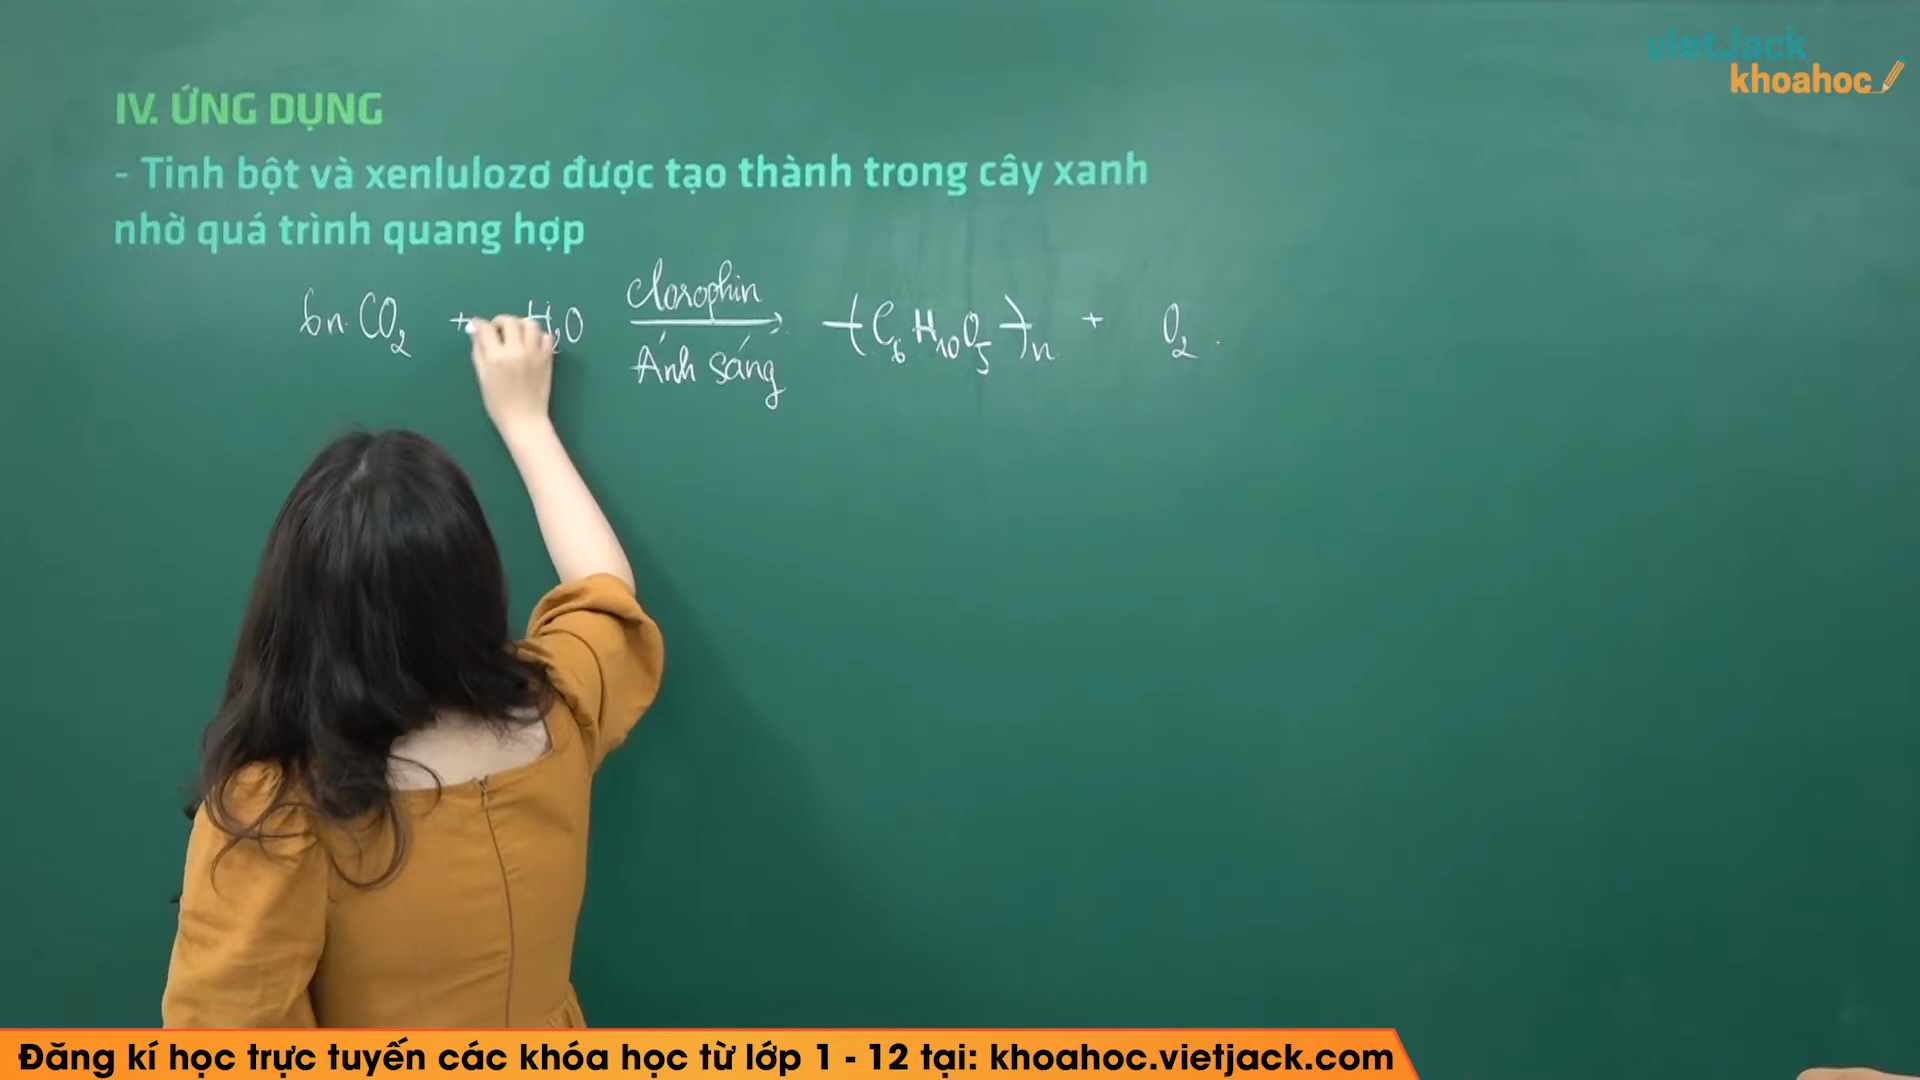 vietJack
khoahoc
IV. ỨNG DỤNG
- Tinh bột và xenlulozơ được tạo thành trong cây xanh
nhờ quá trình quang hợp
clorophin
6n CO₂ + H₂O → (C₆H₁₀O₅)ₙ + O₂
Ánh sáng
Đăng kí học trực tuyến các khóa học từ lớp 1 - 12 tại: khoahoc.vietjack.com